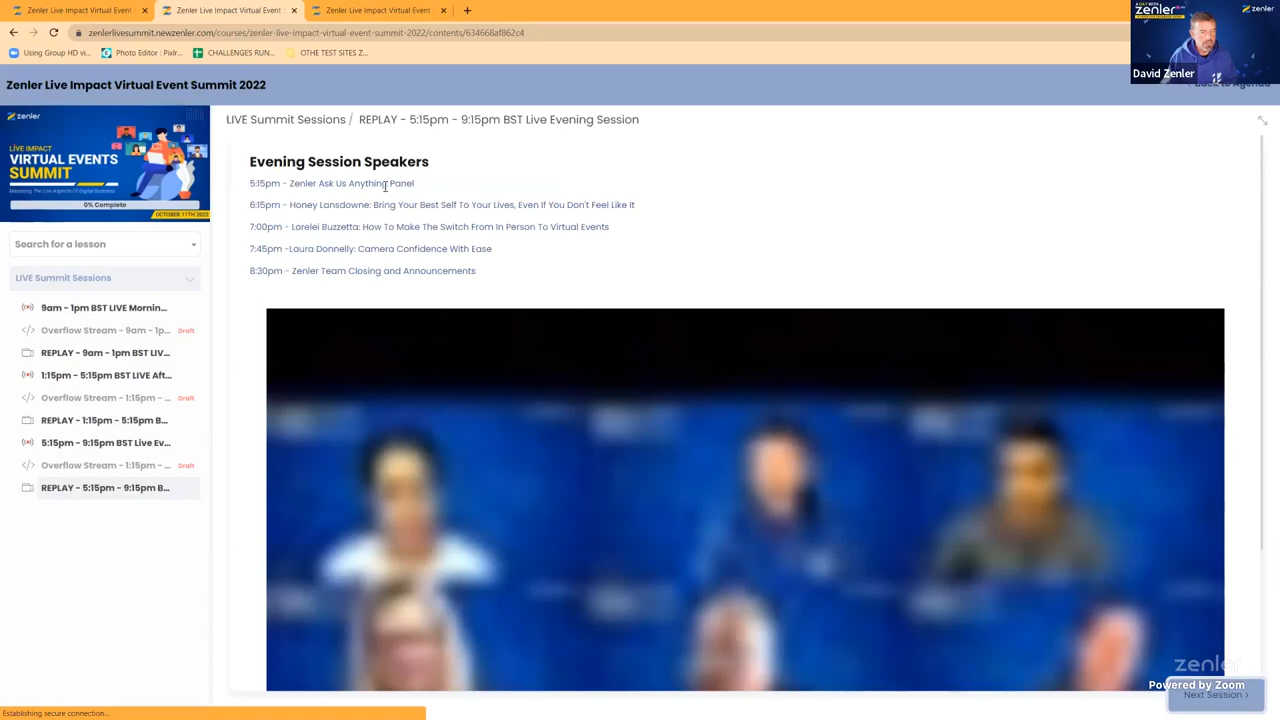 Zenler Live Impact Virtual Event
Zenler Live Impact Virtual Event
Zenler Live Impact Virtual Event
zenlerlivesummit.newzenler.com/courses/zenler-live-impact-virtual-event-summit-2022/contents/634668af862c4
Using Group HD vi...
Photo Editor : Pixlr...
CHALLENGES RUN...
OTHE TEST SITES Z...
zenler
zenler
David Zenler
Zenler Live Impact Virtual Event Summit 2022
Back to Agenda
zenler
LIVE IMPACT
VIRTUAL EVENTS
SUMMIT
0% Complete
OCTOBER 11TH 2022
LIVE Summit Sessions / REPLAY - 5:15pm - 9:15pm BST Live Evening Session
Search for a lesson
LIVE Summit Sessions
9am - 1pm BST LIVE Mornin...
Overflow Stream - 9am - 1p... Draft
REPLAY - 9am - 1pm BST LIV...
1:15pm - 5:15pm BST LIVE Aft...
Overflow Stream - 1:15pm - ... Draft
REPLAY - 1:15pm - 5:15pm B...
5:15pm - 9:15pm BST Live Ev...
Overflow Stream - 1:15pm - ... Draft
REPLAY - 5:15pm - 9:15pm B...
Evening Session Speakers
5:15pm - Zenler Ask Us Anything Panel
6:15pm - Honey Lansdowne: Bring Your Best Self To Your Lives, Even If You Don't Feel Like It
7:00pm - Lorelei Buzzetta: How To Make The Switch From In Person To Virtual Events
7:45pm -Laura Donnelly: Camera Confidence With Ease
8:30pm - Zenler Team Closing and Announcements
zenler
Powered by Zoom
Next Session ›
Establishing secure connection...